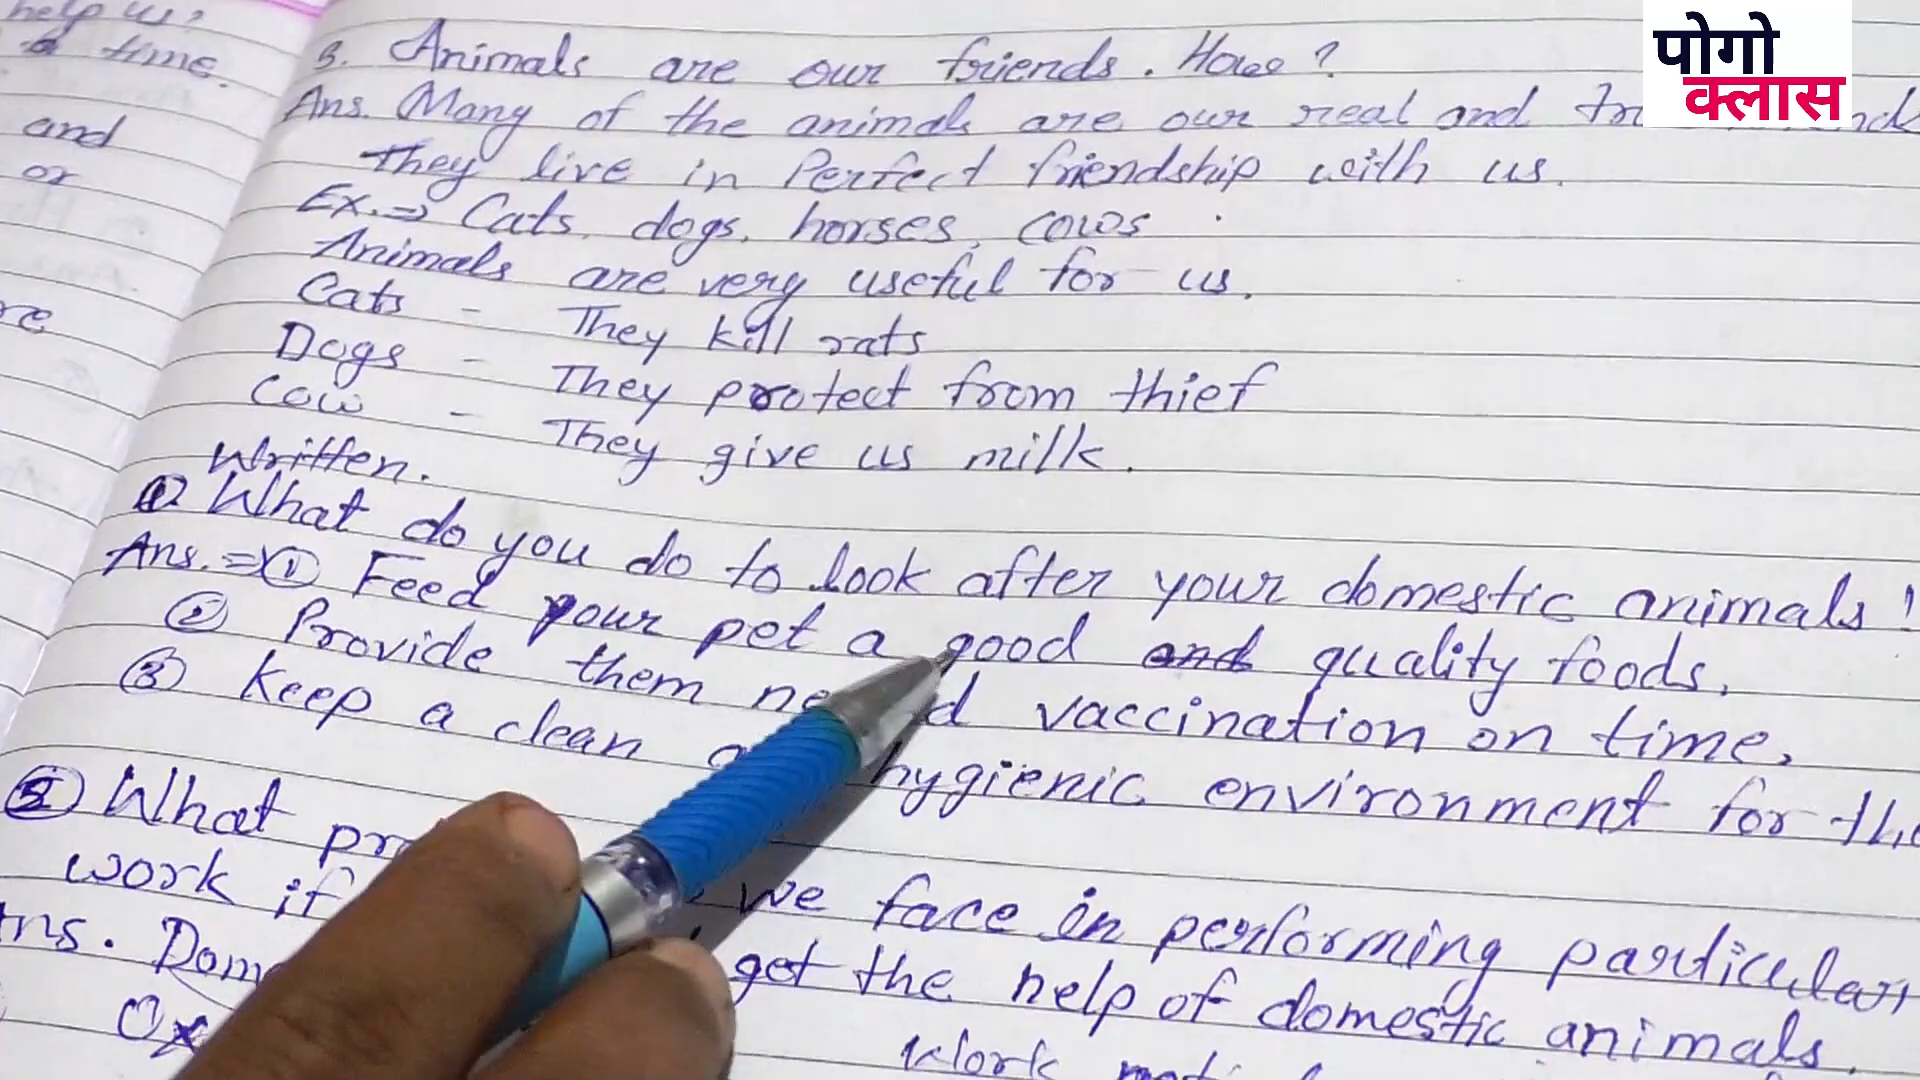 help us?
a time.
and
or
re
पोगो
क्लास
3. Animals are our friends. How?
Ans. Many of the animals are our real and
They live in Perfect friendship with us.
Ex.⇒ Cats, dogs, horses, cows
Animals are very useful for us.
Cats - They kill rats
Dogs - They protect from thief
Cow - They give us milk.
Written.
What do you do to look after your domestic animals!
Ans.⇒ ① Feed your pet a good and quality foods.
② Provide them vaccination on time.
③ Keep a clean hygienic environment for
What we face in performing particular
work if
Ans. get the help of domestic animals.
Work